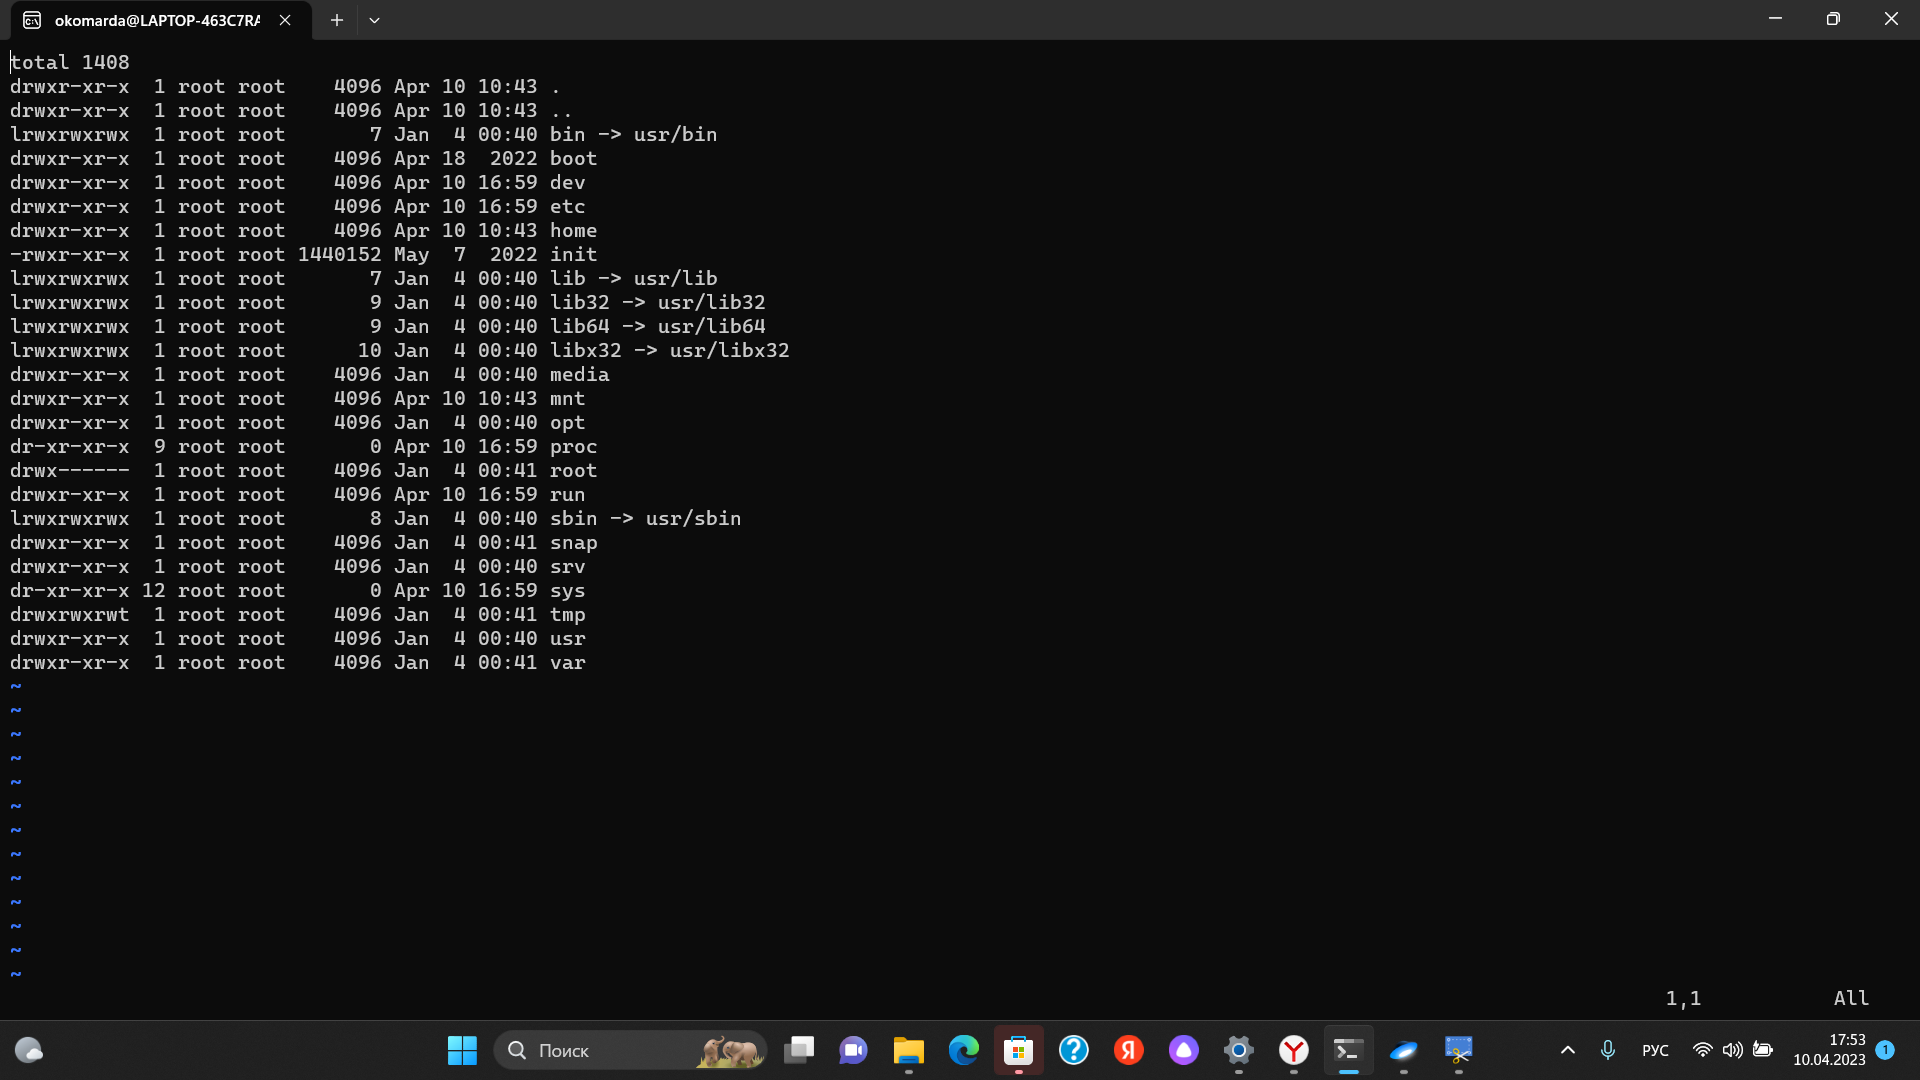 okomarda@LAPTOP-463C7RA
total 1408
drwxr-xr-x  1 root root    4096 Apr 10 10:43 .
drwxr-xr-x  1 root root    4096 Apr 10 10:43 ..
lrwxrwxrwx  1 root root       7 Jan  4 00:40 bin -> usr/bin
drwxr-xr-x  1 root root    4096 Apr 18  2022 boot
drwxr-xr-x  1 root root    4096 Apr 10 16:59 dev
drwxr-xr-x  1 root root    4096 Apr 10 16:59 etc
drwxr-xr-x  1 root root    4096 Apr 10 10:43 home
-rwxr-xr-x  1 root root 1440152 May  7  2022 init
lrwxrwxrwx  1 root root       7 Jan  4 00:40 lib -> usr/lib
lrwxrwxrwx  1 root root       9 Jan  4 00:40 lib32 -> usr/lib32
lrwxrwxrwx  1 root root       9 Jan  4 00:40 lib64 -> usr/lib64
lrwxrwxrwx  1 root root      10 Jan  4 00:40 libx32 -> usr/libx32
drwxr-xr-x  1 root root    4096 Jan  4 00:40 media
drwxr-xr-x  1 root root    4096 Apr 10 10:43 mnt
drwxr-xr-x  1 root root    4096 Jan  4 00:40 opt
dr-xr-xr-x  9 root root       0 Apr 10 16:59 proc
drwx------  1 root root    4096 Jan  4 00:41 root
drwxr-xr-x  1 root root    4096 Apr 10 16:59 run
lrwxrwxrwx  1 root root       8 Jan  4 00:40 sbin -> usr/sbin
drwxr-xr-x  1 root root    4096 Jan  4 00:41 snap
drwxr-xr-x  1 root root    4096 Jan  4 00:40 srv
dr-xr-xr-x 12 root root       0 Apr 10 16:59 sys
drwxrwxrwt  1 root root    4096 Jan  4 00:41 tmp
drwxr-xr-x  1 root root    4096 Jan  4 00:40 usr
drwxr-xr-x  1 root root    4096 Jan  4 00:41 var
~
~
~
~
~
~
~
~
~
~
~
~
~
1,1 All
Поиск
РУС
17:53
10.04.2023
1